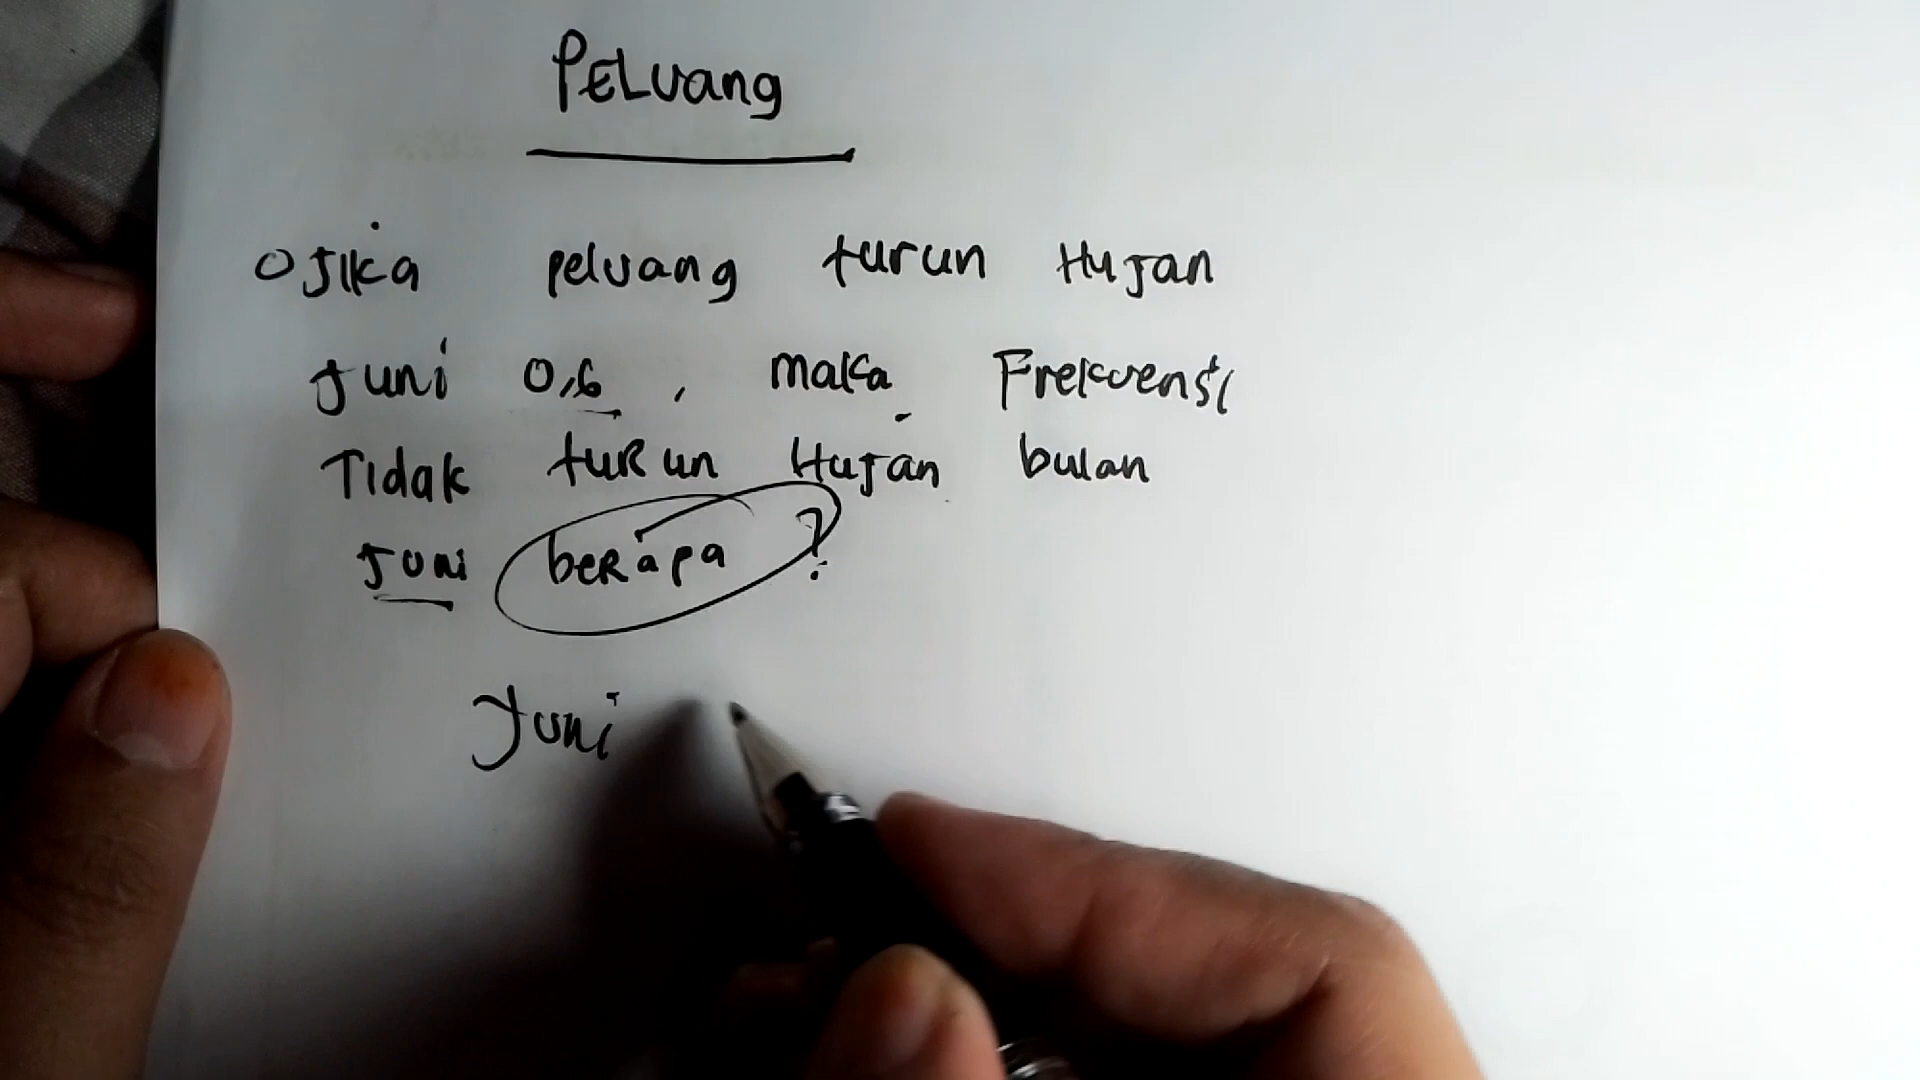 PELuang
O Jika peluang turun Hujan
Juni 0,6 , maka Frekuensi
Tidak tuRun Hujan bulan
Juni beRapa ?
Juni